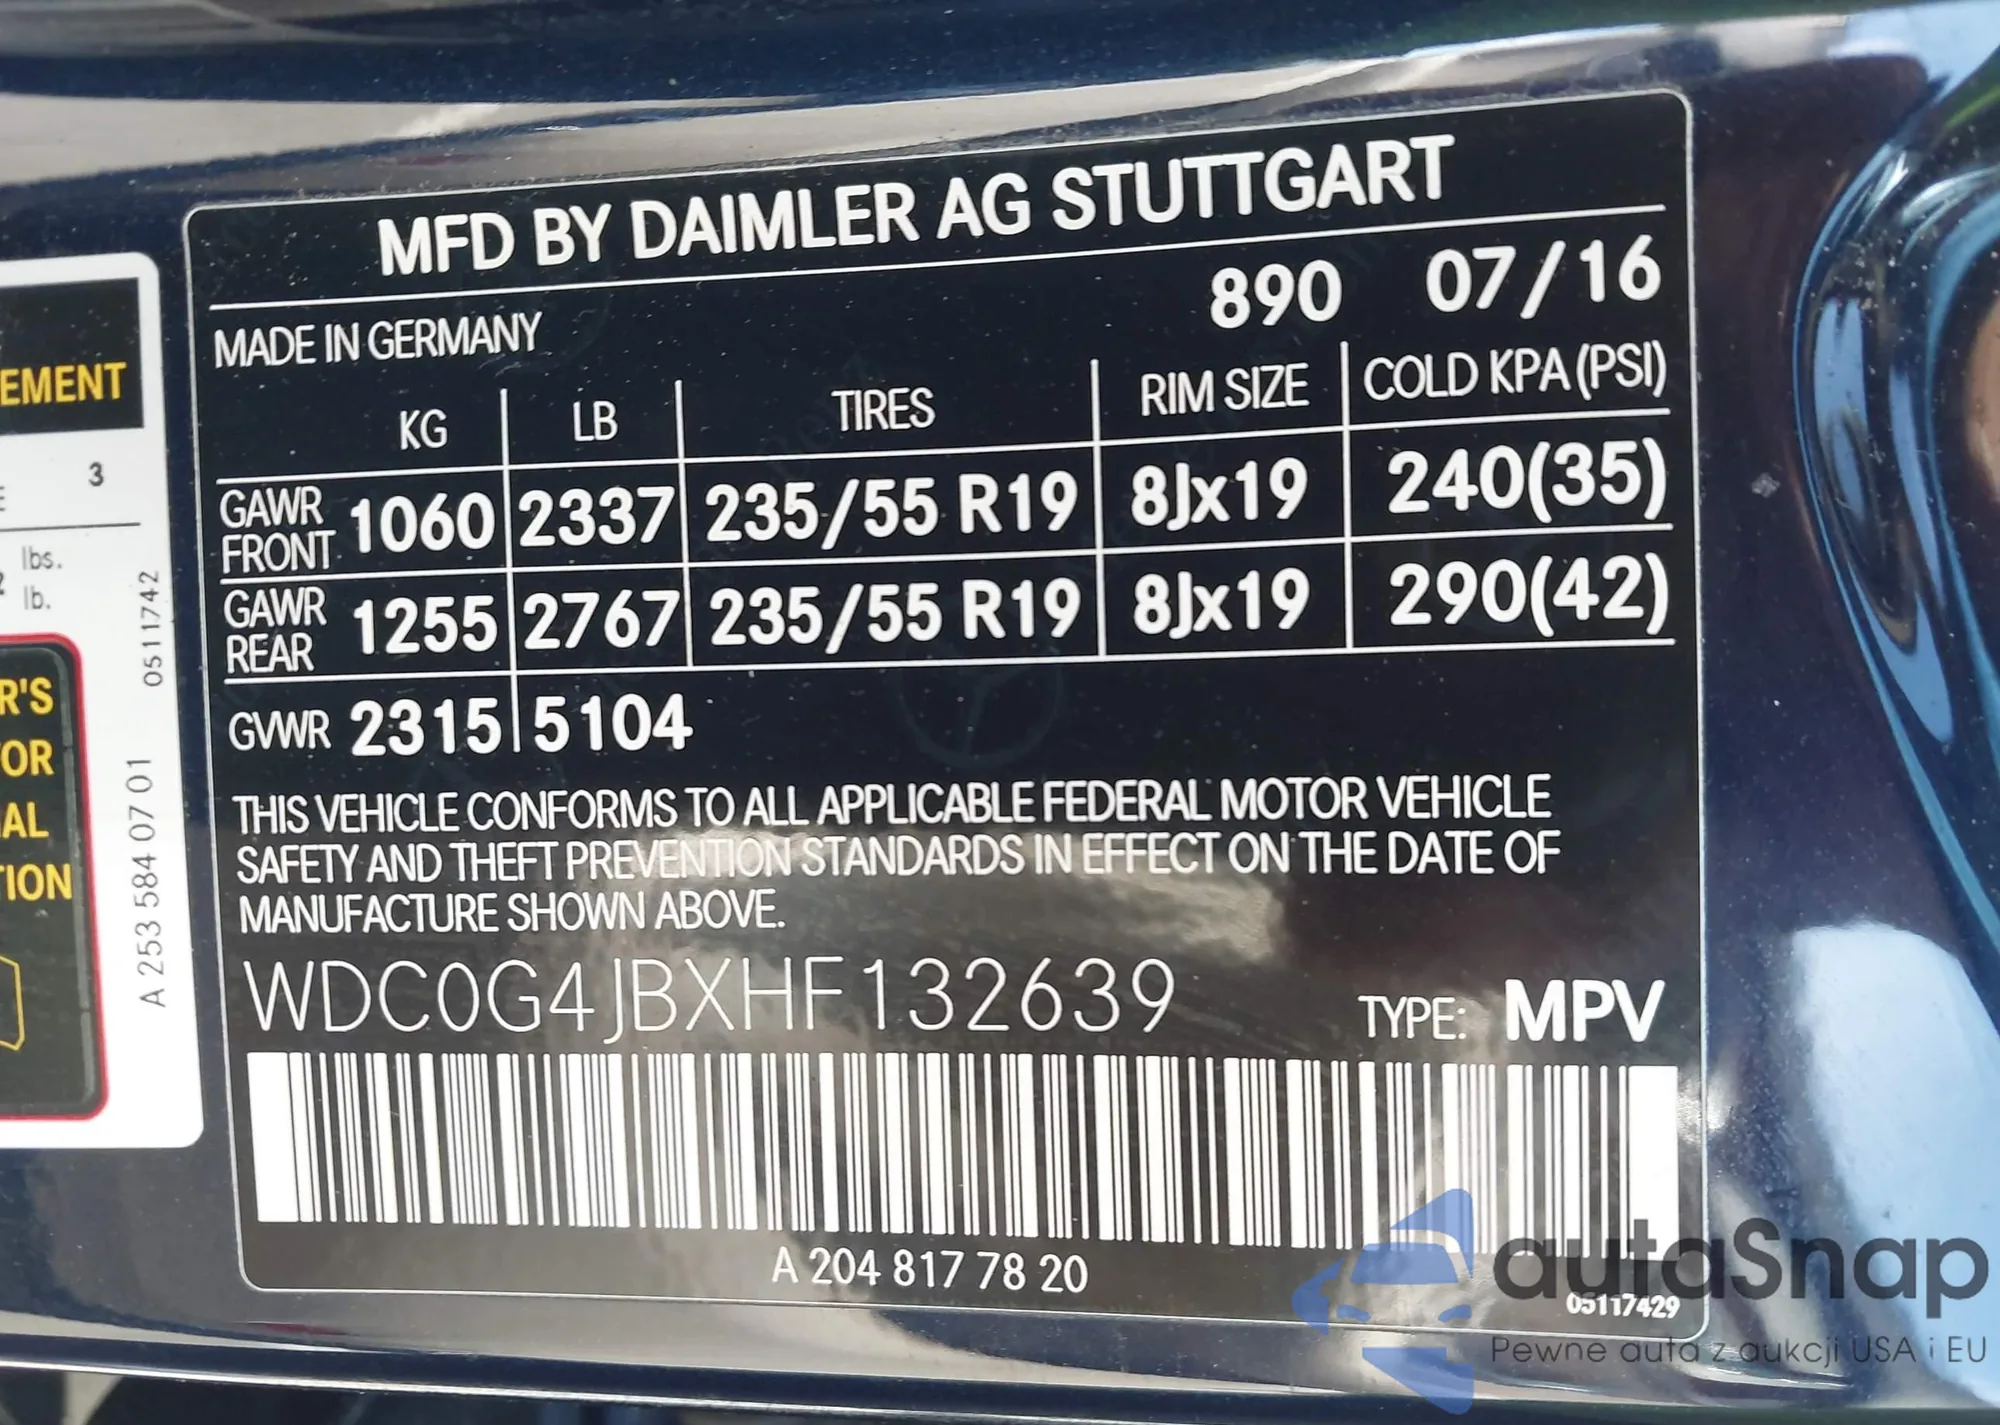 MFD BY DAIMLER AG STUTTGART
890 07/16
MADE IN GERMANY
KG LB TIRES RIM SIZE COLD KPA (PSI)
GAWR FRONT 1060 2337 235/55 R19 8Jx19 240(35)
GAWR REAR 1255 2767 235/55 R19 8Jx19 290(42)
GVWR 2315 5104
THIS VEHICLE CONFORMS TO ALL APPLICABLE FEDERAL MOTOR VEHICLE
SAFETY AND THEFT PREVENTION STANDARDS IN EFFECT ON THE DATE OF
MANUFACTURE SHOWN ABOVE.
WDC0G4JBXHF132639
TYPE: MPV
A 204 817 78 20
05117429
EMENT
3
lbs.
lb.
0511742
R'S
OR
AL
TION
A 253 584 07 01
autoSnap
Pewne auta z aukcji USA i EU